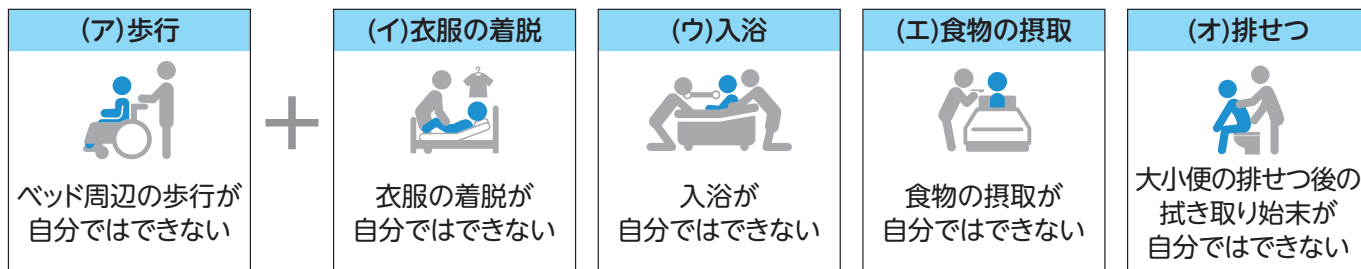 (ア)歩行
ベッド周辺の歩行が
自分ではできない
+
(イ)衣服の着脱
衣服の着脱が
自分ではできない
(ウ)入浴
入浴が
自分ではできない
(エ)食物の摂取
食物の摂取が
自分ではできない
(オ)排せつ
大小便の排せつ後の
拭き取り始末が
自分ではできない